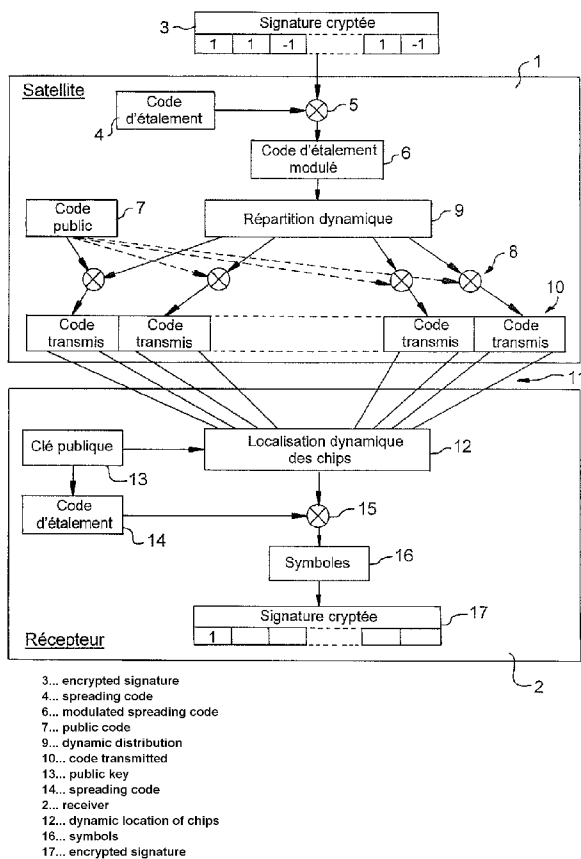 3 Signature cryptée
1 1 -1 1 -1
Satellite 1
Code
d'étalement
4 5
Code d'étalement
modulé
6
Code
public
7
Répartition dynamique 9
8
10
Code
transmis
Code
transmis
Code
transmis
Code
transmis
11
Clé publique
13
Localisation dynamique
des chips
12
Code
d'étalement
14
15
Symboles
16
Signature cryptée 17
1
Récepteur
2
3... encrypted signature
4... spreading code
6... modulated spreading code
7... public code
9... dynamic distribution
10... code transmitted
13... public key
14... spreading code
2... receiver
12... dynamic location of chips
16... symbols
17... encrypted signature